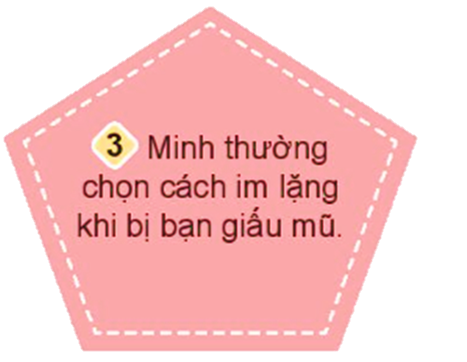 3 Minh thường
chọn cách im lặng
khi bị bạn giấu mũ.